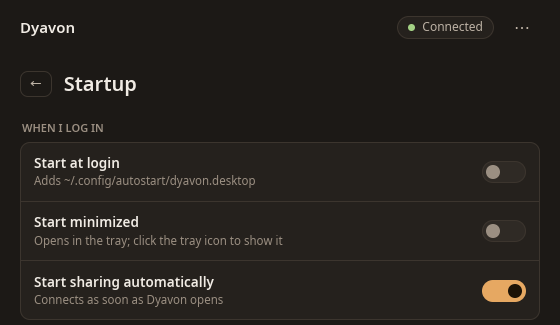 Dyavon
Connected
Startup
WHEN I LOG IN
Start at login
Adds ~/.config/autostart/dyavon.desktop
Start minimized
Opens in the tray; click the tray icon to show it
Start sharing automatically
Connects as soon as Dyavon opens